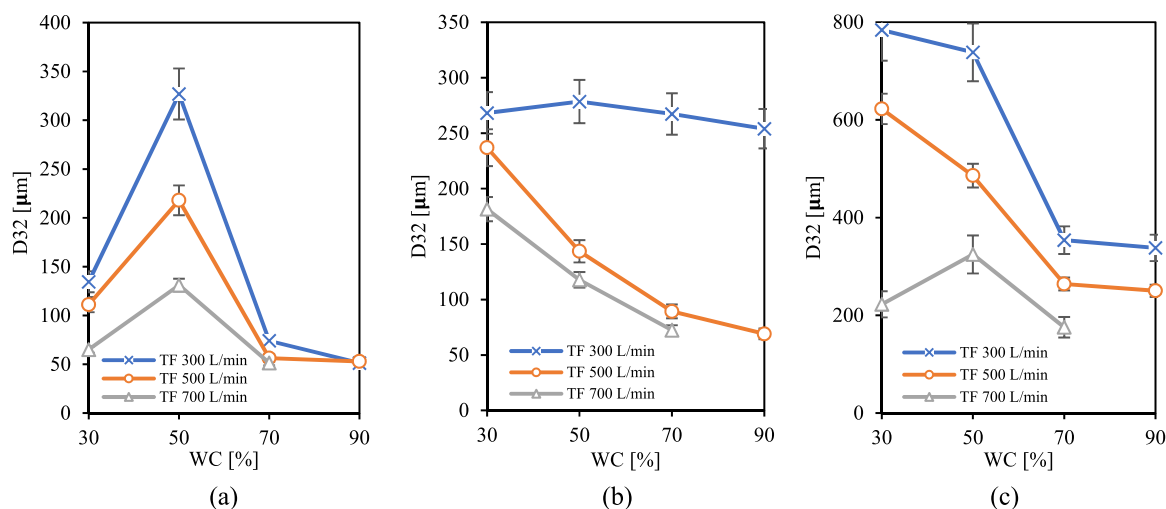 400
350
300
250
200
150
100
50
0
D32 [µm]
TF 300 L/min
TF 500 L/min
TF 700 L/min
30 50 70 90
WC [%]
(a)
350
300
250
200
150
100
50
0
D32 [µm]
TF 300 L/min
TF 500 L/min
TF 700 L/min
30 50 70 90
WC [%]
(b)
800
600
400
200
0
D32 [µm]
TF 300 L/min
TF 500 L/min
TF 700 L/min
30 50 70 90
WC [%]
(c)